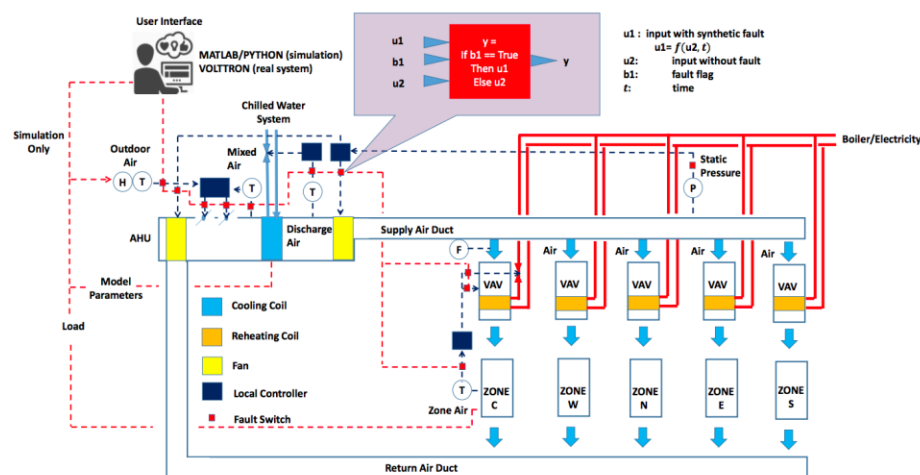 User Interface
MATLAB/PYTHON (simulation)
VOLTTRON (real system)
u1
b1
u2
y =
If b1 == True
Then u1
Else u2
y
u1 : input with synthetic fault
u1= f(u2, t)
u2: input without fault
b1: fault flag
t: time
Simulation
Only
Outdoor
Air
H
T
Chilled Water
System
Mixed
Air
T
T
Static
Pressure
P
Boiler/Electricity
AHU
Discharge
Air
Supply Air Duct
F
Air
Air
Air
Air
Air
VAV
VAV
VAV
VAV
VAV
Model
Parameters
Load
Cooling Coil
Reheating Coil
Fan
Local Controller
Fault Switch
T
Zone Air
ZONE
C
ZONE
W
ZONE
N
ZONE
E
ZONE
S
Return Air Duct